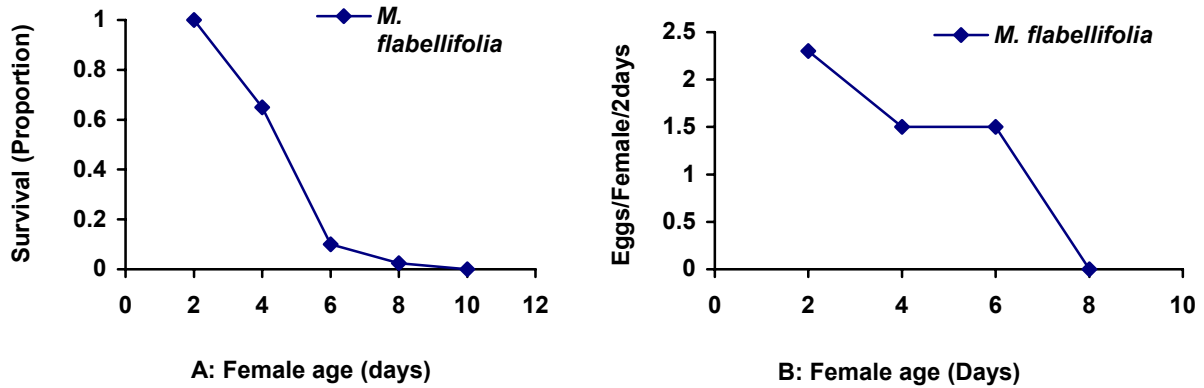 Survival (Proportion)
1
0.8
0.6
0.4
0.2
0
0 2 4 6 8 10 12
M.
flabellifolia
A: Female age (days)
Eggs/Female/2days
2.5
2
1.5
1
0.5
0
0 2 4 6 8 10
M. flabellifolia
B: Female age (Days)